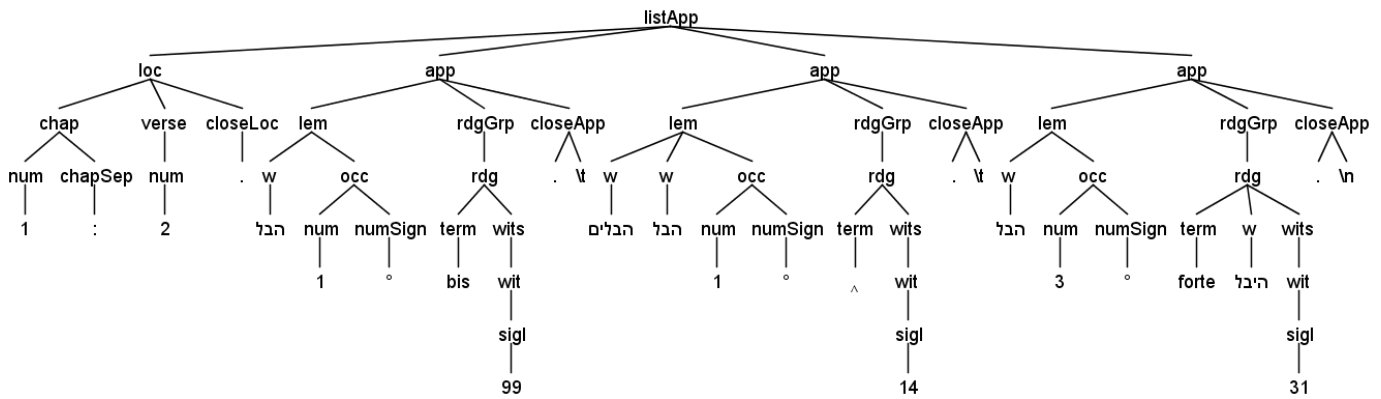 listApp
loc app app app
chap verse closeLoc lem rdgGrp closeApp lem rdgGrp closeApp lem rdgGrp closeApp
num chapSep num . w occ rdg . \t w w occ rdg . \t w occ rdg . \n
1 : 2 הבל num numSign term wits הבלים הבל num numSign term wits הבל num numSign term w wits
1 ° bis wit 1 ° ^ wit 3 ° forte היבל wit
sigl sigl sigl
99 14 31